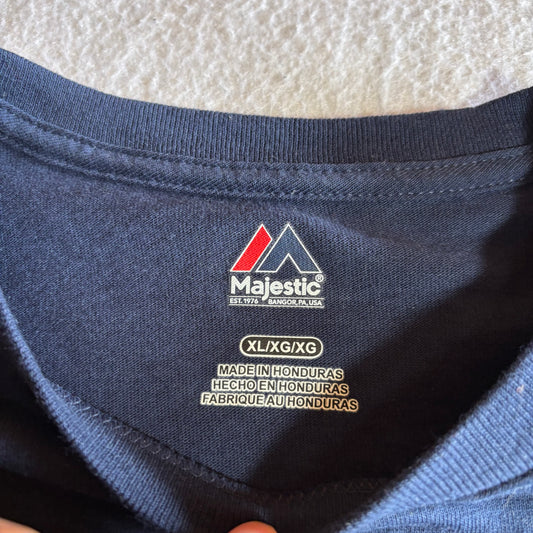 Majestic®
EST. 1976 BANGOR, PA, USA
XL/XG/XG
MADE IN HONDURAS
HECHO EN HONDURAS
FABRIQUE AU HONDURAS